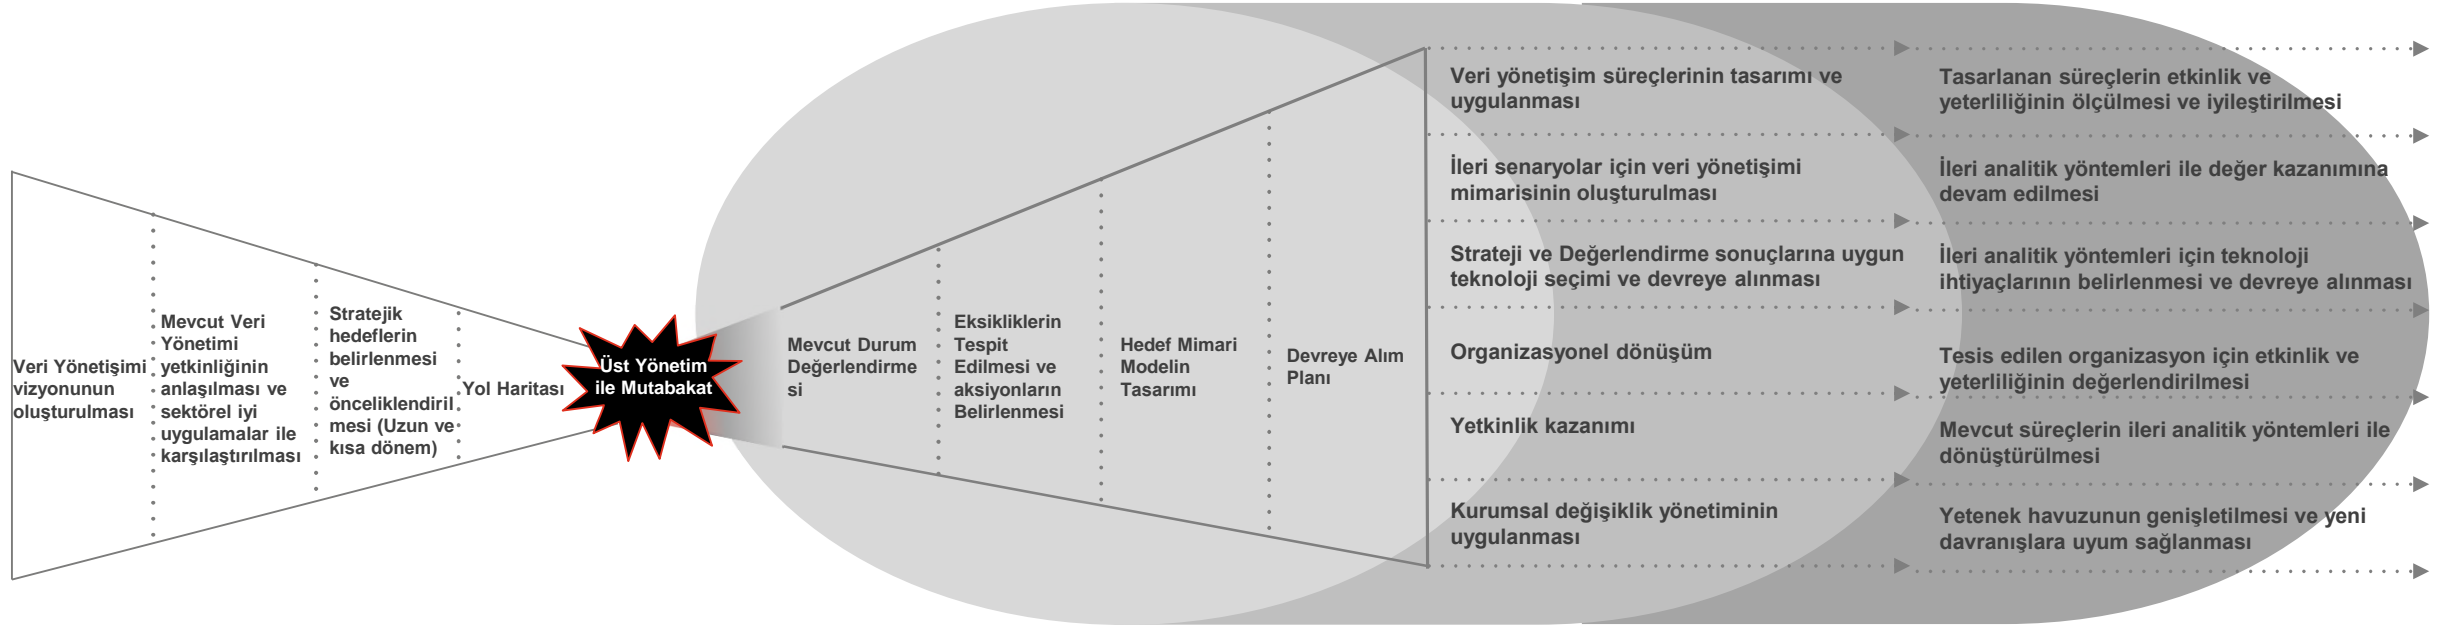 Veri Yönetişimi
vizyonunun
oluşturulması
Mevcut Veri
Yönetimi
yetkinliğinin
anlaşılması ve
sektörel iyi
uygulamalar ile
karşılaştırılması
Stratejik
hedeflerin
belirlenmesi
ve
önceliklendiril
mesi (Uzun ve
kısa dönem)
Yol Haritası
Üst Yönetim
ile Mutabakat
Mevcut Durum
Değerlendirme
si
Eksikliklerin
Tespit
Edilmesi ve
aksiyonların
Belirlenmesi
Hedef Mimari
Modelin
Tasarımı
Devreye Alım
Planı
Veri yönetişim süreçlerinin tasarımı ve
uygulanması
İleri senaryolar için veri yönetişimi
mimarisinin oluşturulması
Strateji ve Değerlendirme sonuçlarına uygun
teknoloji seçimi ve devreye alınması
Organizasyonel dönüşüm
Yetkinlik kazanımı
Kurumsal değişiklik yönetiminin
uygulanması
Tasarlanan süreçlerin etkinlik ve
yeterliliğinin ölçülmesi ve iyileştirilmesi
İleri analitik yöntemleri ile değer kazanımına
devam edilmesi
İleri analitik yöntemleri için teknoloji
ihtiyaçlarının belirlenmesi ve devreye alınması
Tesis edilen organizasyon için etkinlik ve
yeterliliğinin değerlendirilmesi
Mevcut süreçlerin ileri analitik yöntemleri ile
dönüştürülmesi
Yetenek havuzunun genişletilmesi ve yeni
davranışlara uyum sağlanması